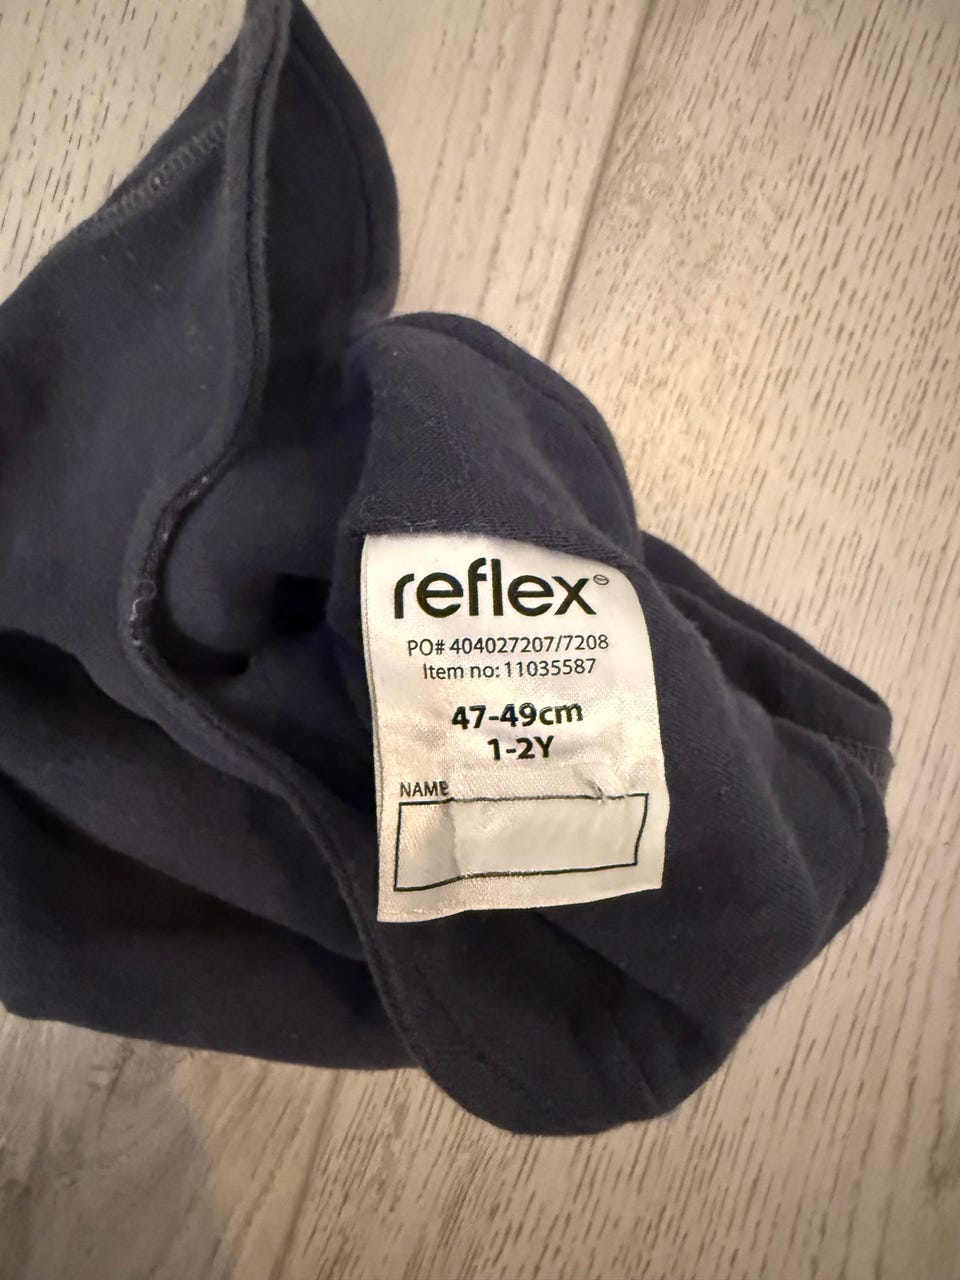 reflex
PO# 404027207/7208
Item no: 11035587
47-49cm
1-2Y
NAME